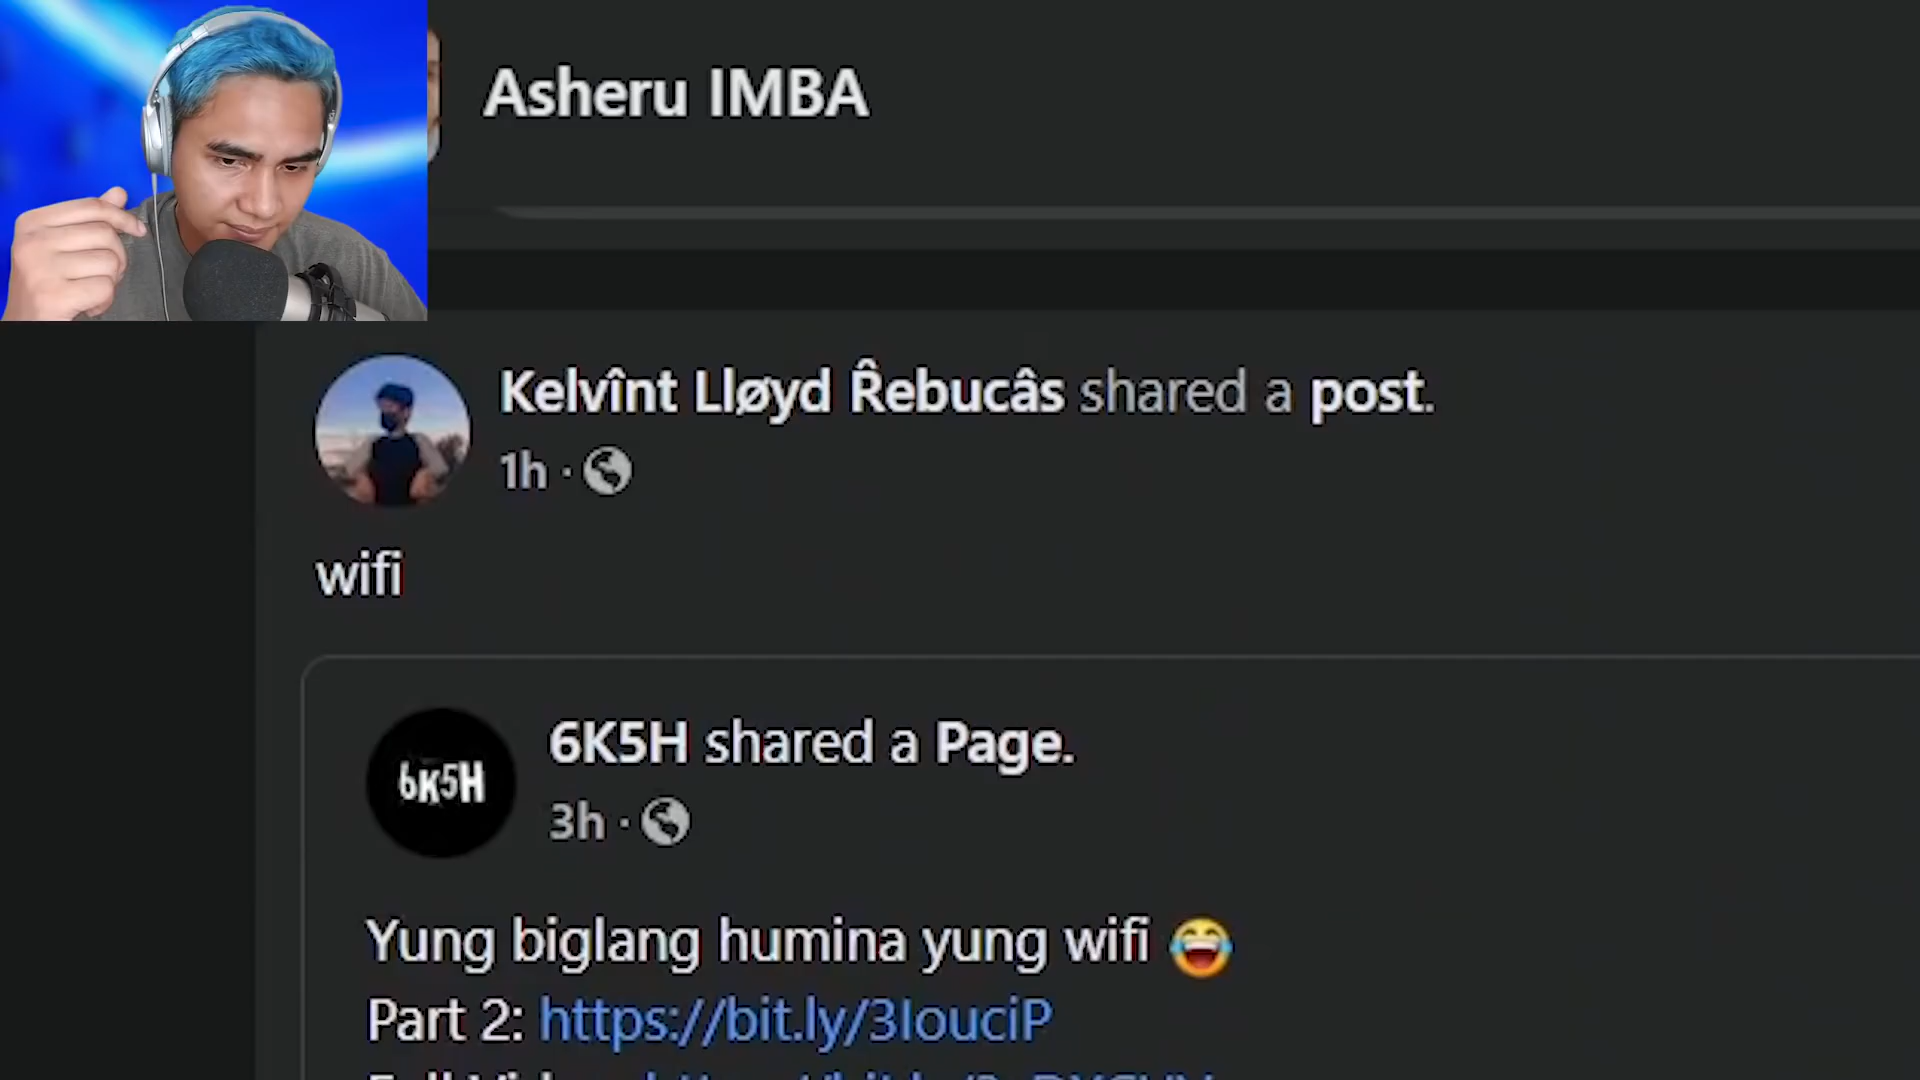 Asheru IMBA
Kelvînt Lløyd Řebucâs shared a post.
1h ·
wifi
6K5H
6K5H shared a Page.
3h ·
Yung biglang humina yung wifi 😂
Part 2: https://bit.ly/3IouciP